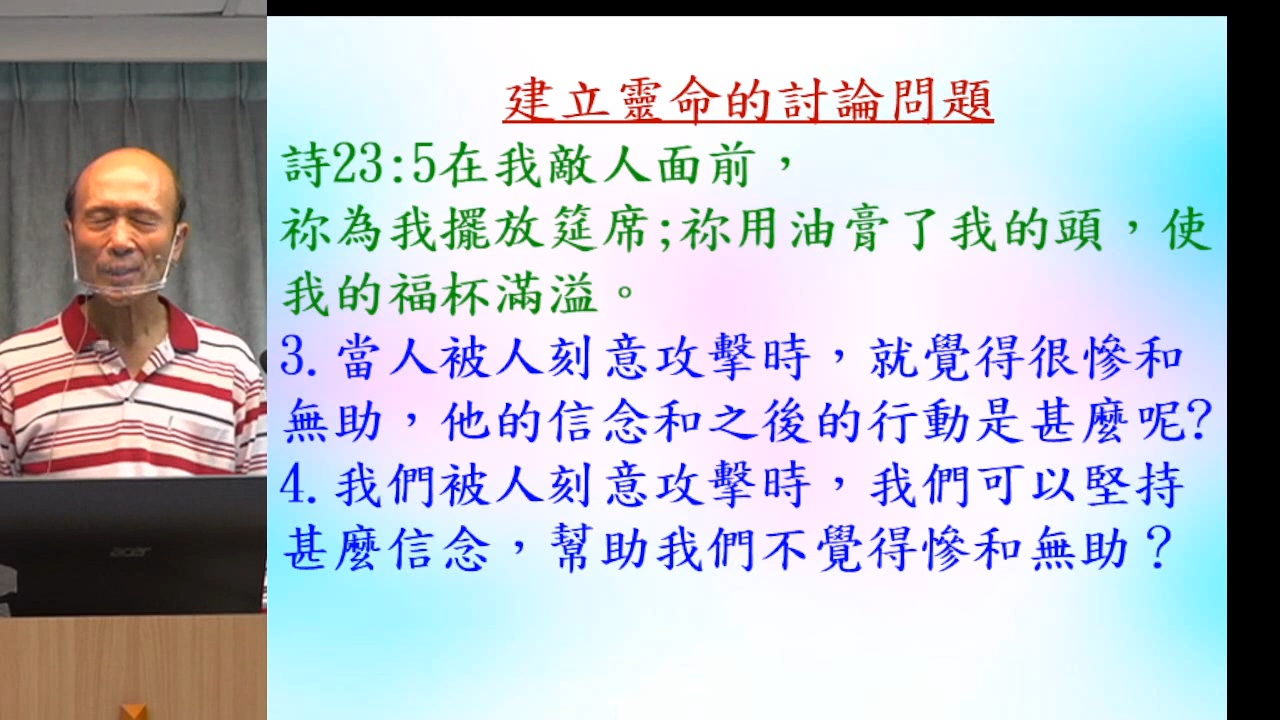 建立靈命的討論問題
詩23:5在我敵人面前，
祢為我擺放筵席;祢用油膏了我的頭，使
我的福杯滿溢。
3.當人被人刻意攻擊時，就覺得很慘和
無助，他的信念和之後的行動是甚麼呢?
4.我們被人刻意攻擊時，我們可以堅持
甚麼信念，幫助我們不覺得慘和無助？
acer